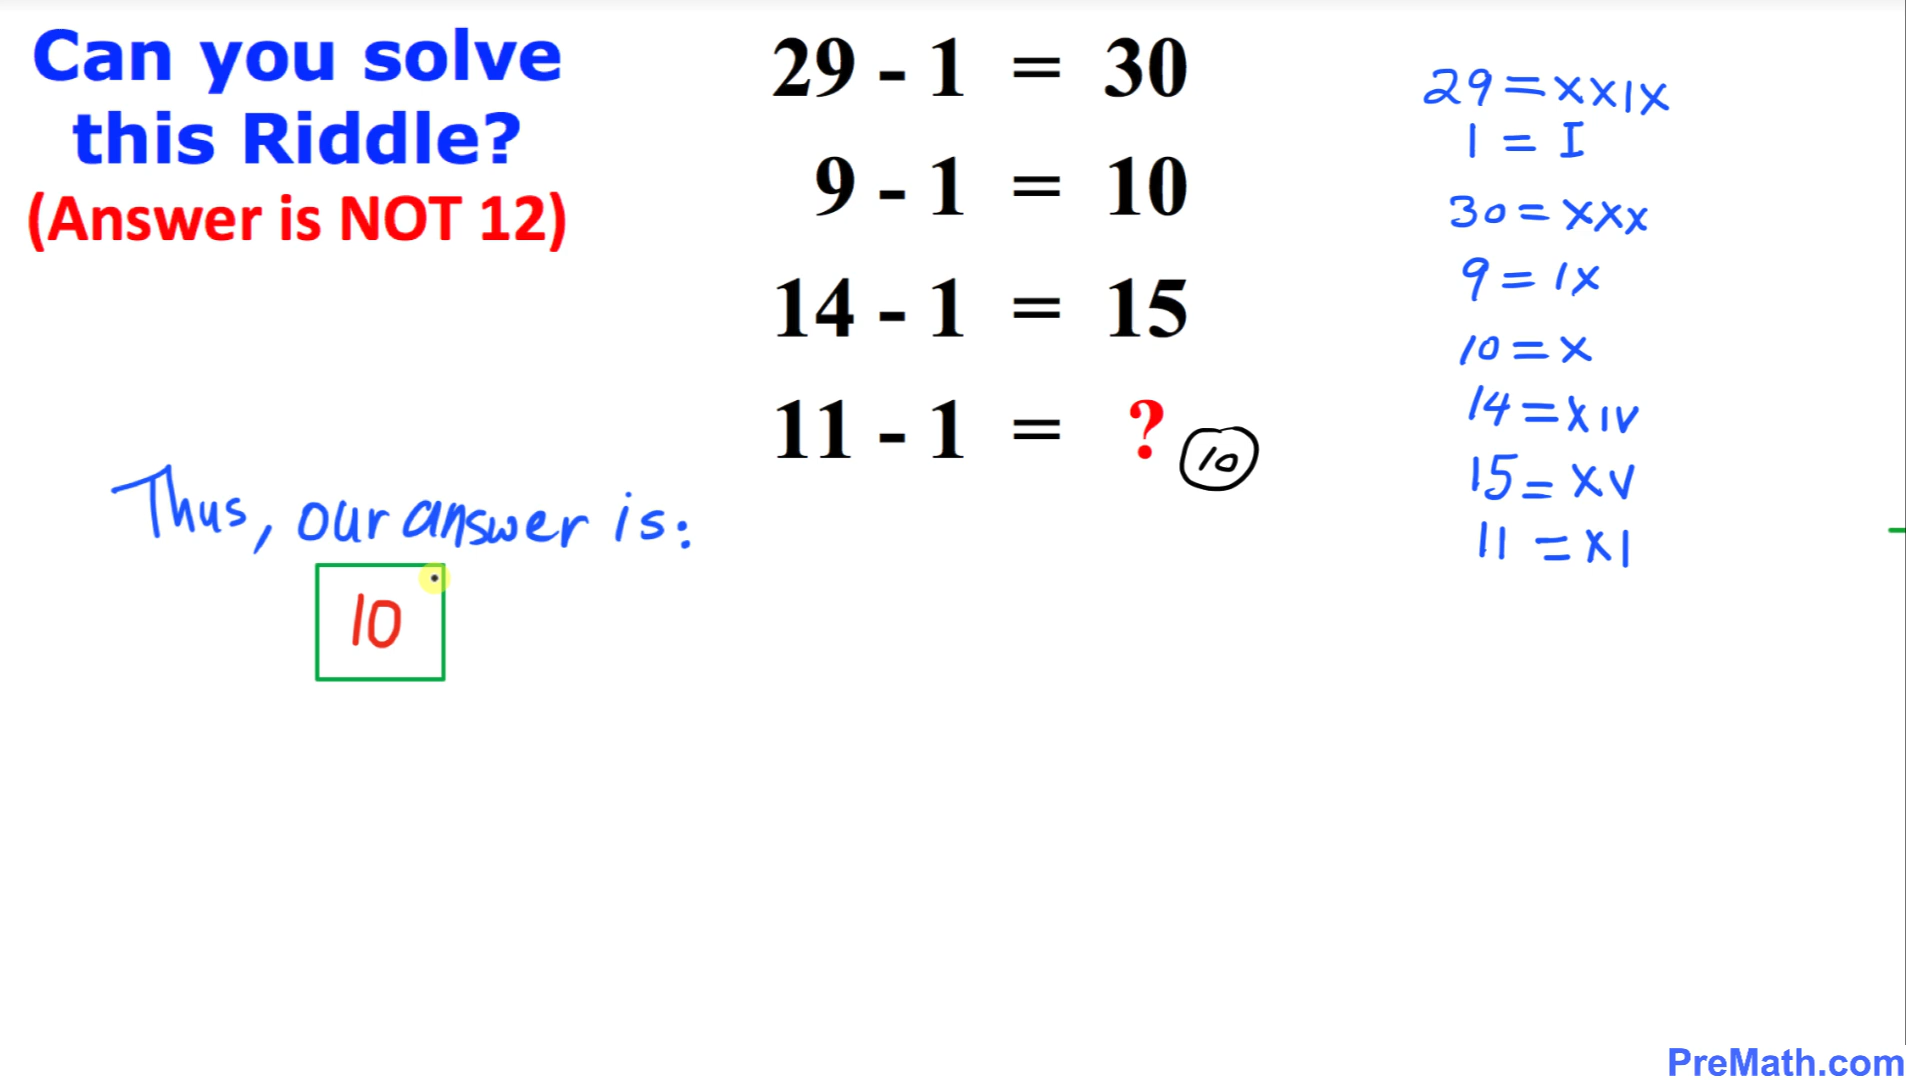 Can you solve
this Riddle?
(Answer is NOT 12)
29 - 1 = 30
9 - 1 = 10
14 - 1 = 15
11 - 1 = ? 10
Thus, our answer is:
10
29 = XXIX
1 = I
30 = XXX
9 = IX
10 = X
14 = XIV
15 = XV
11 = XI
PreMath.com